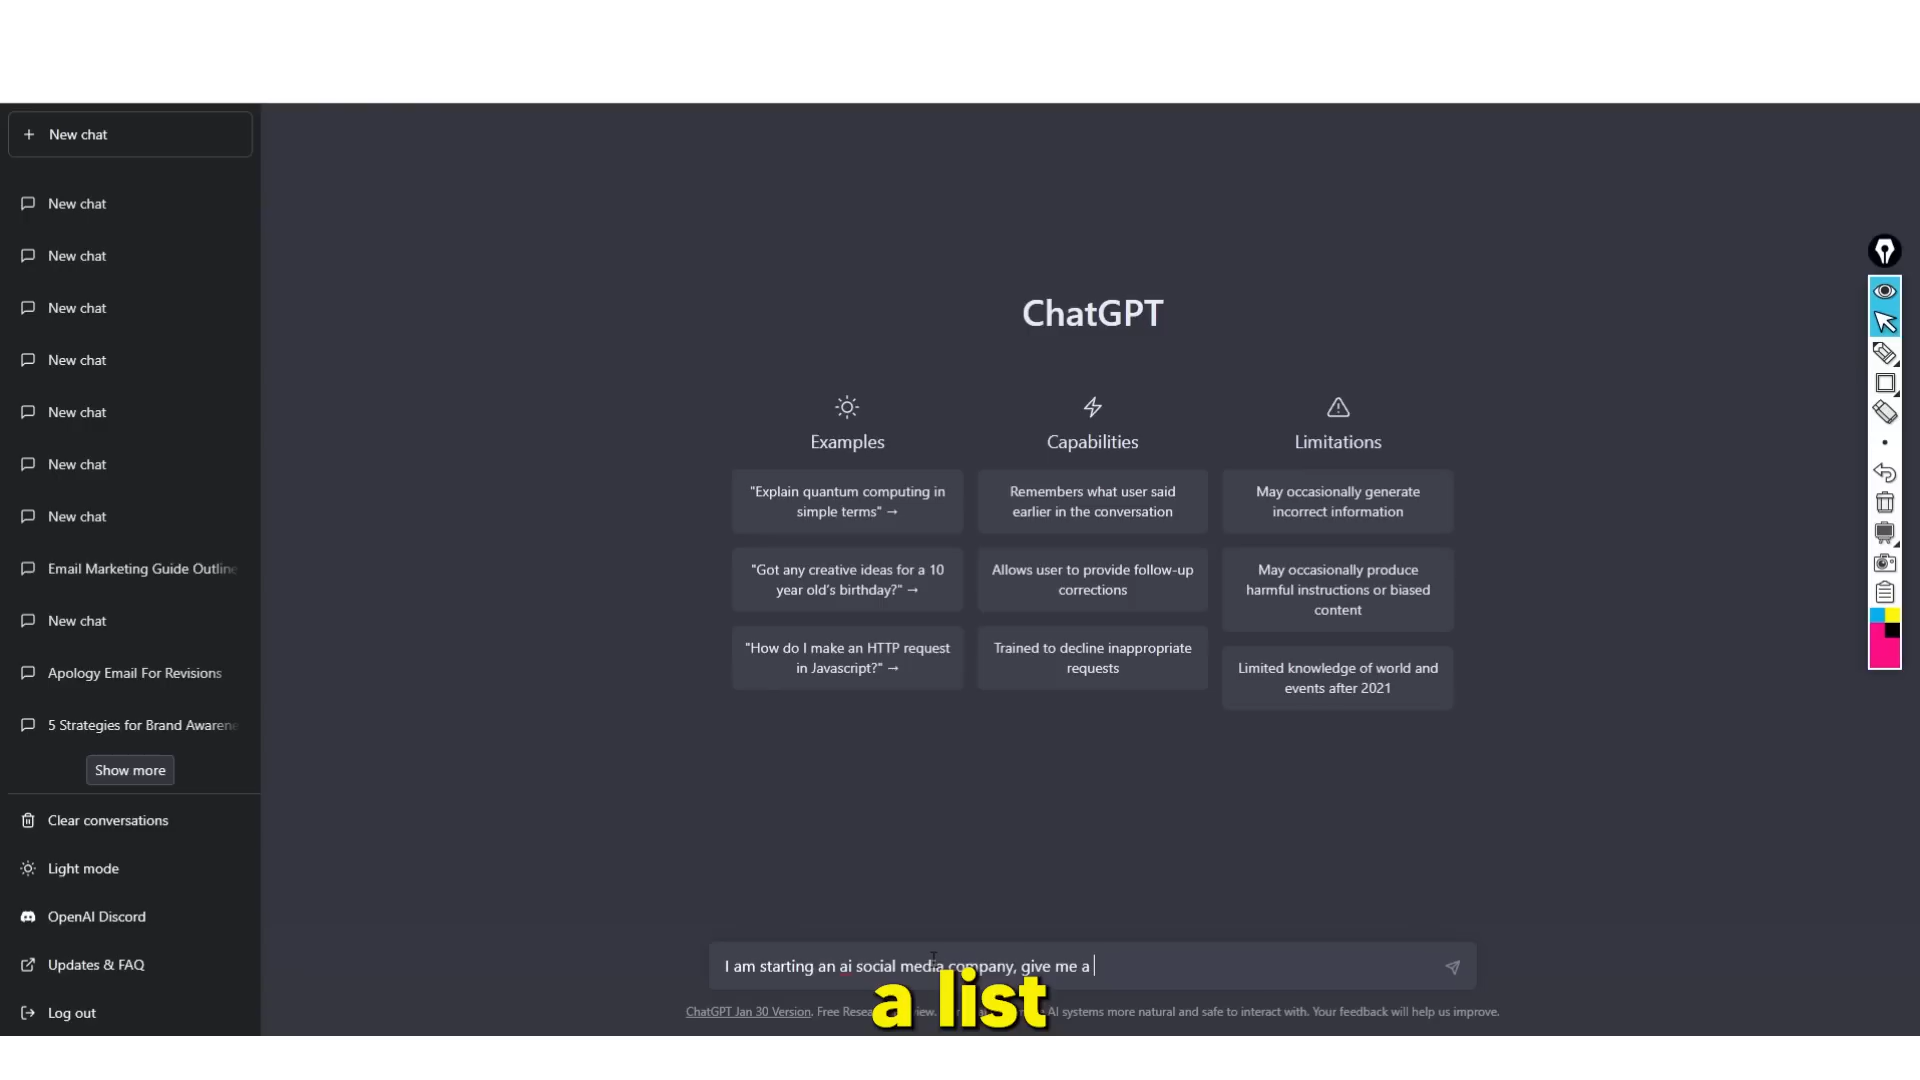 New chat
New chat
New chat
New chat
New chat
New chat
New chat
New chat
Email Marketing Guide Outline
New chat
Apology Email For Revisions
5 Strategies for Brand Awarene
Show more
Clear conversations
Light mode
OpenAI Discord
Updates & FAQ
Log out
ChatGPT
Examples
"Explain quantum computing in
simple terms" →
"Got any creative ideas for a 10
year old's birthday?" →
"How do I make an HTTP request
in Javascript?" →
Capabilities
Remembers what user said
earlier in the conversation
Allows user to provide follow-up
corrections
Trained to decline inappropriate
requests
Limitations
May occasionally generate
incorrect information
May occasionally produce
harmful instructions or biased
content
Limited knowledge of world and
events after 2021
I am starting an ai social media company, give me a
a list
ChatGPT Jan 30 Version. Free AI systems more natural and safe to interact with. Your feedback will help us improve.